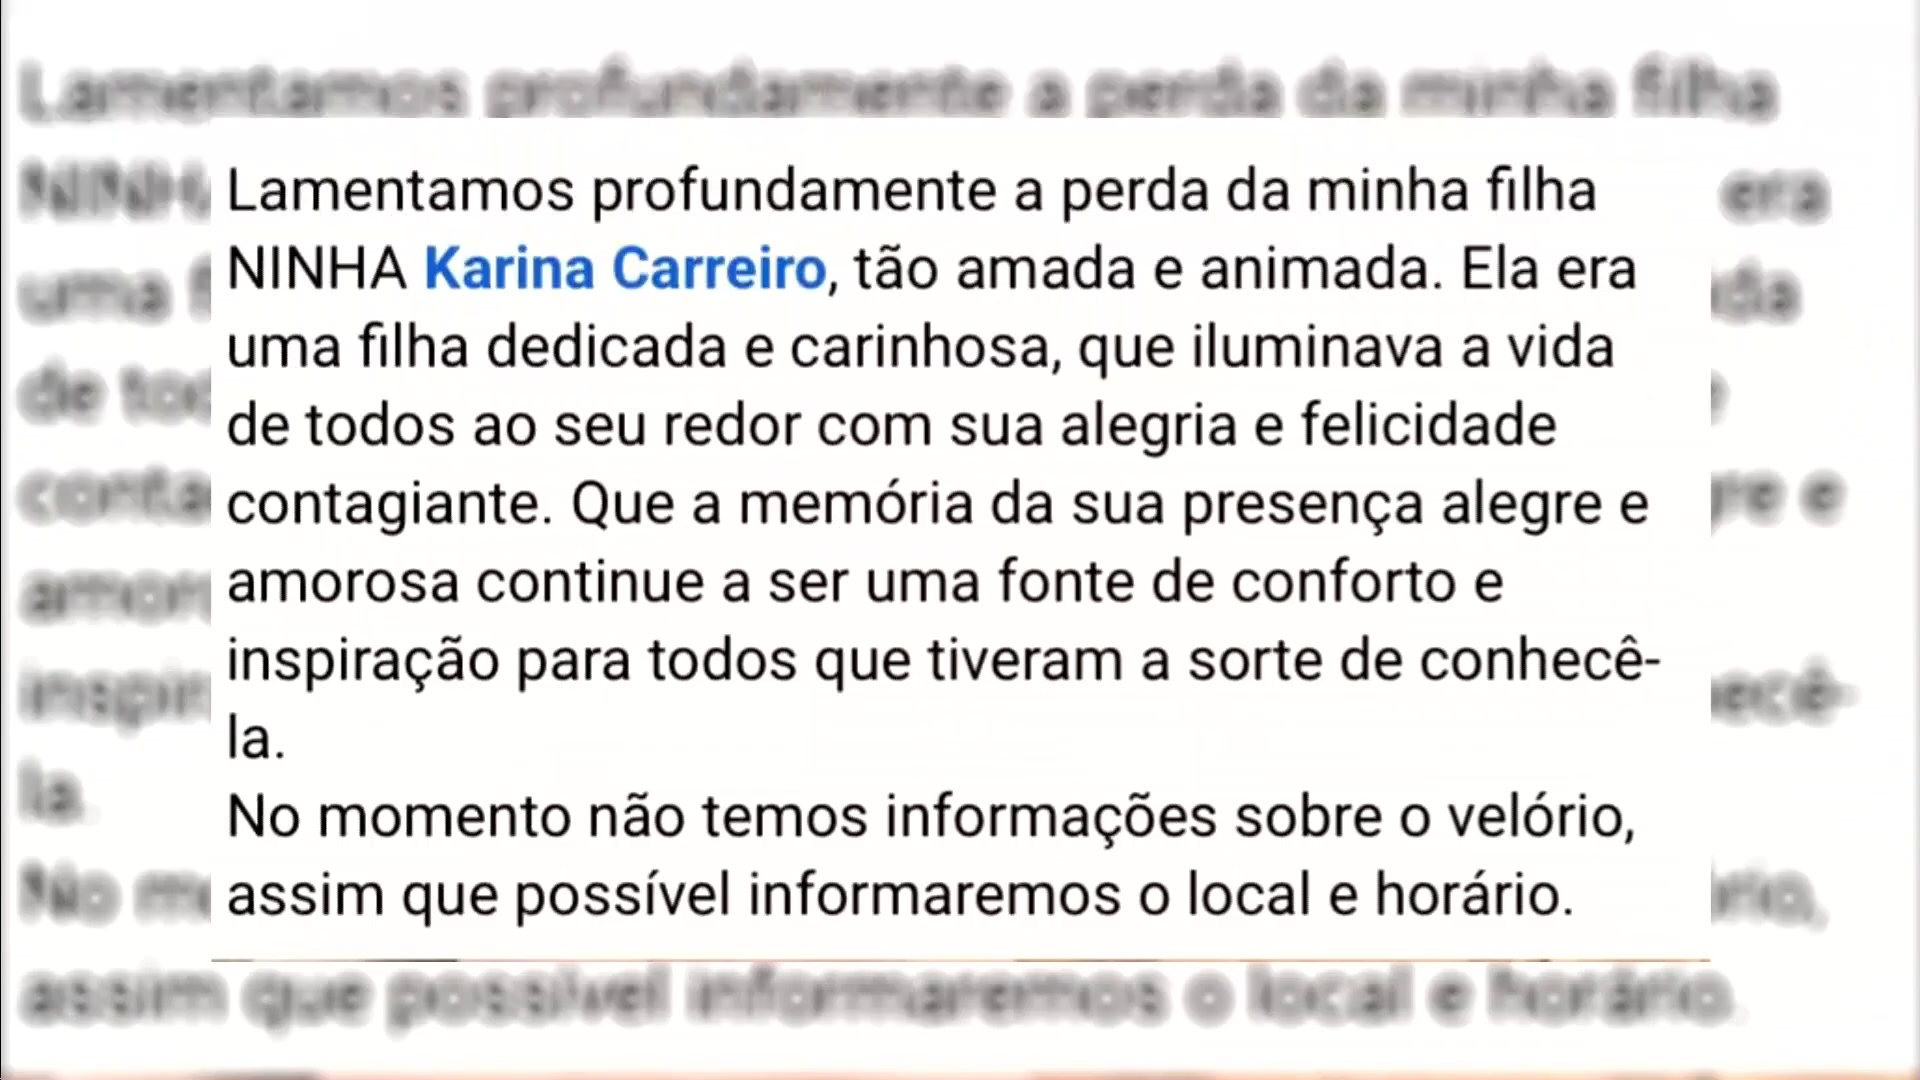 Lamentamos profundamente a perda da minha filha
NINHA Karina Carreiro, tão amada e animada. Ela era
uma filha dedicada e carinhosa, que iluminava a vida
de todos ao seu redor com sua alegria e felicidade
contagiante. Que a memória da sua presença alegre e
amorosa continue a ser uma fonte de conforto e
inspiração para todos que tiveram a sorte de conhecê-
la.
No momento não temos informações sobre o velório,
assim que possível informaremos o local e horário.